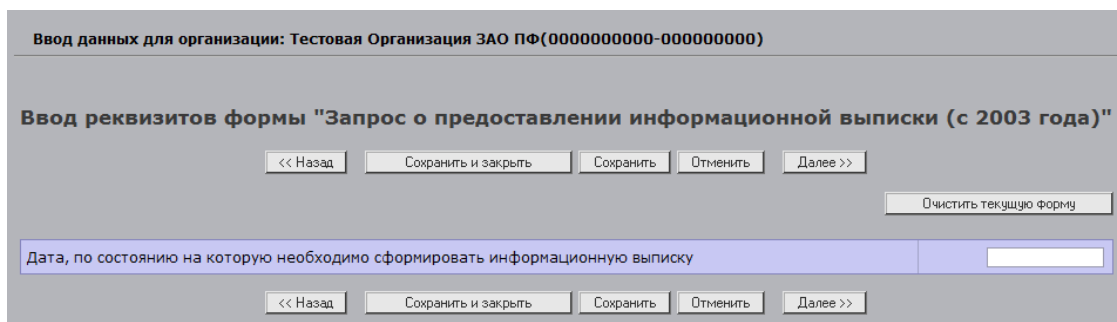 Ввод данных для организации: Тестовая Организация ЗАО ПФ(0000000000-000000000)
Ввод реквизитов формы "Запрос о предоставлении информационной выписки (с 2003 года)"
<< Назад Сохранить и закрыть Сохранить Отменить Далее >>
Очистить текущую форму
Дата, по состоянию на которую необходимо сформировать информационную выписку
<< Назад Сохранить и закрыть Сохранить Отменить Далее >>